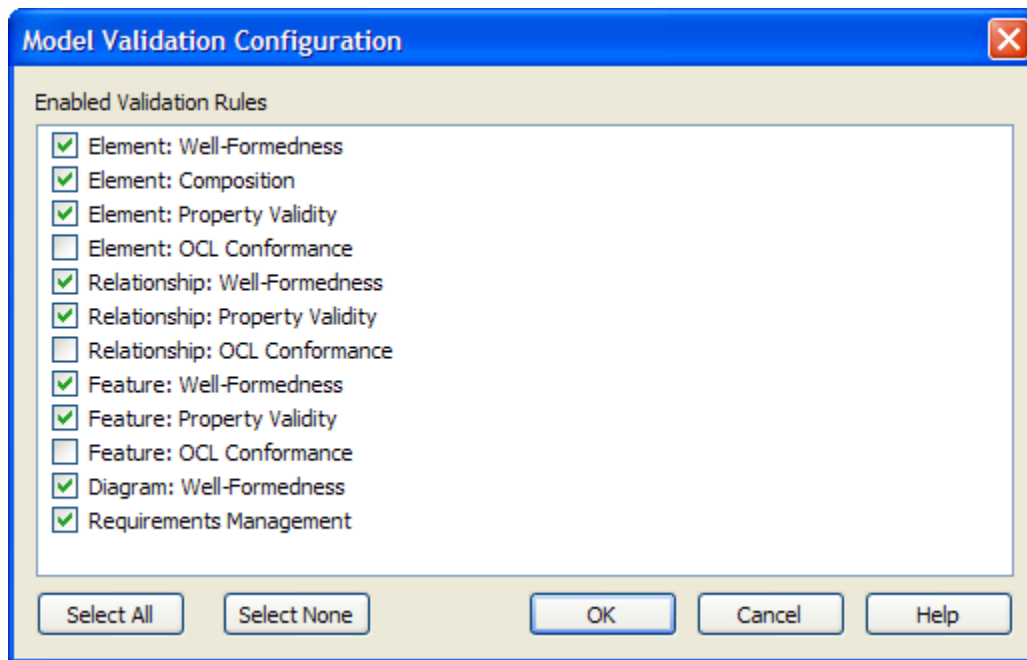 Model Validation Configuration
Enabled Validation Rules
Element: Well-Formedness
Element: Composition
Element: Property Validity
Element: OCL Conformance
Relationship: Well-Formedness
Relationship: Property Validity
Relationship: OCL Conformance
Feature: Well-Formedness
Feature: Property Validity
Feature: OCL Conformance
Diagram: Well-Formedness
Requirements Management
Select All Select None OK Cancel Help